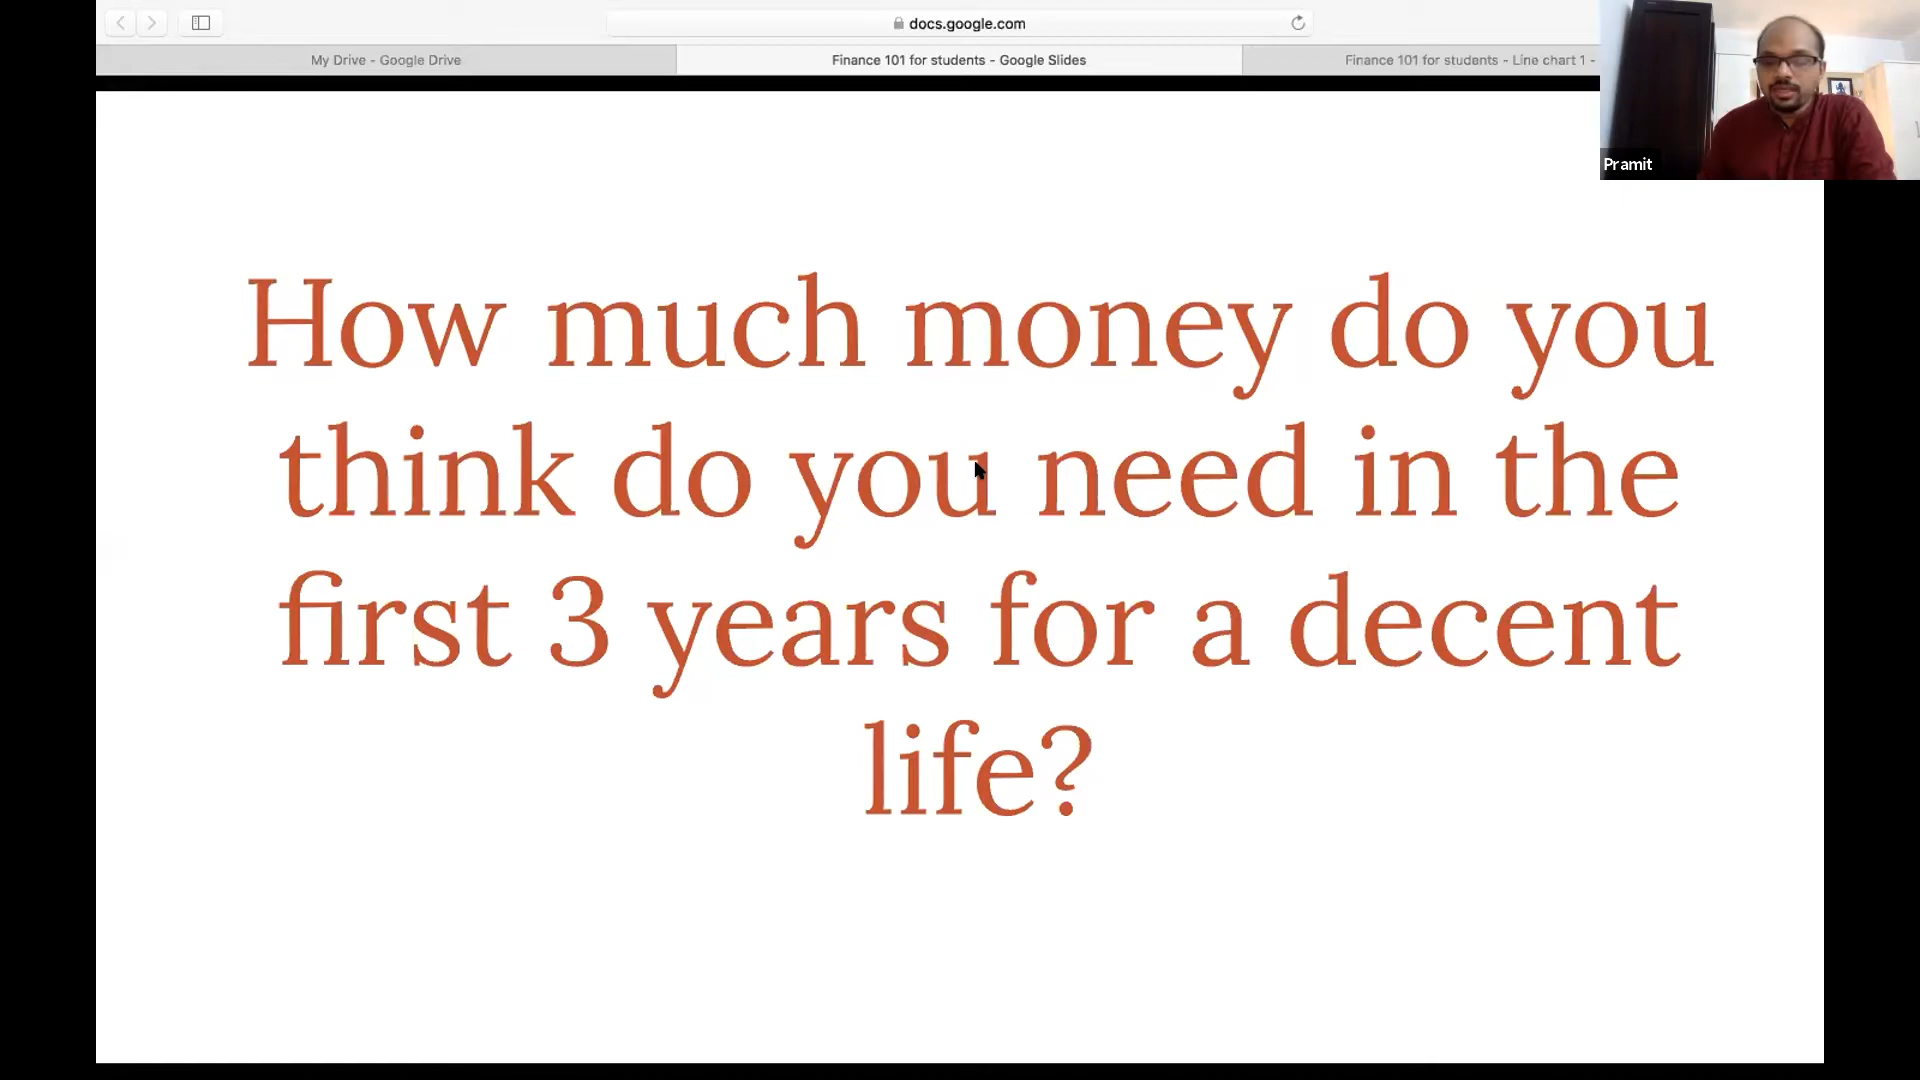 docs.google.com
My Drive - Google Drive
Finance 101 for students - Google Slides
Finance 101 for students - Line chart 1 -
Pramit
How much money do you
think do you need in the
first 3 years for a decent
life?